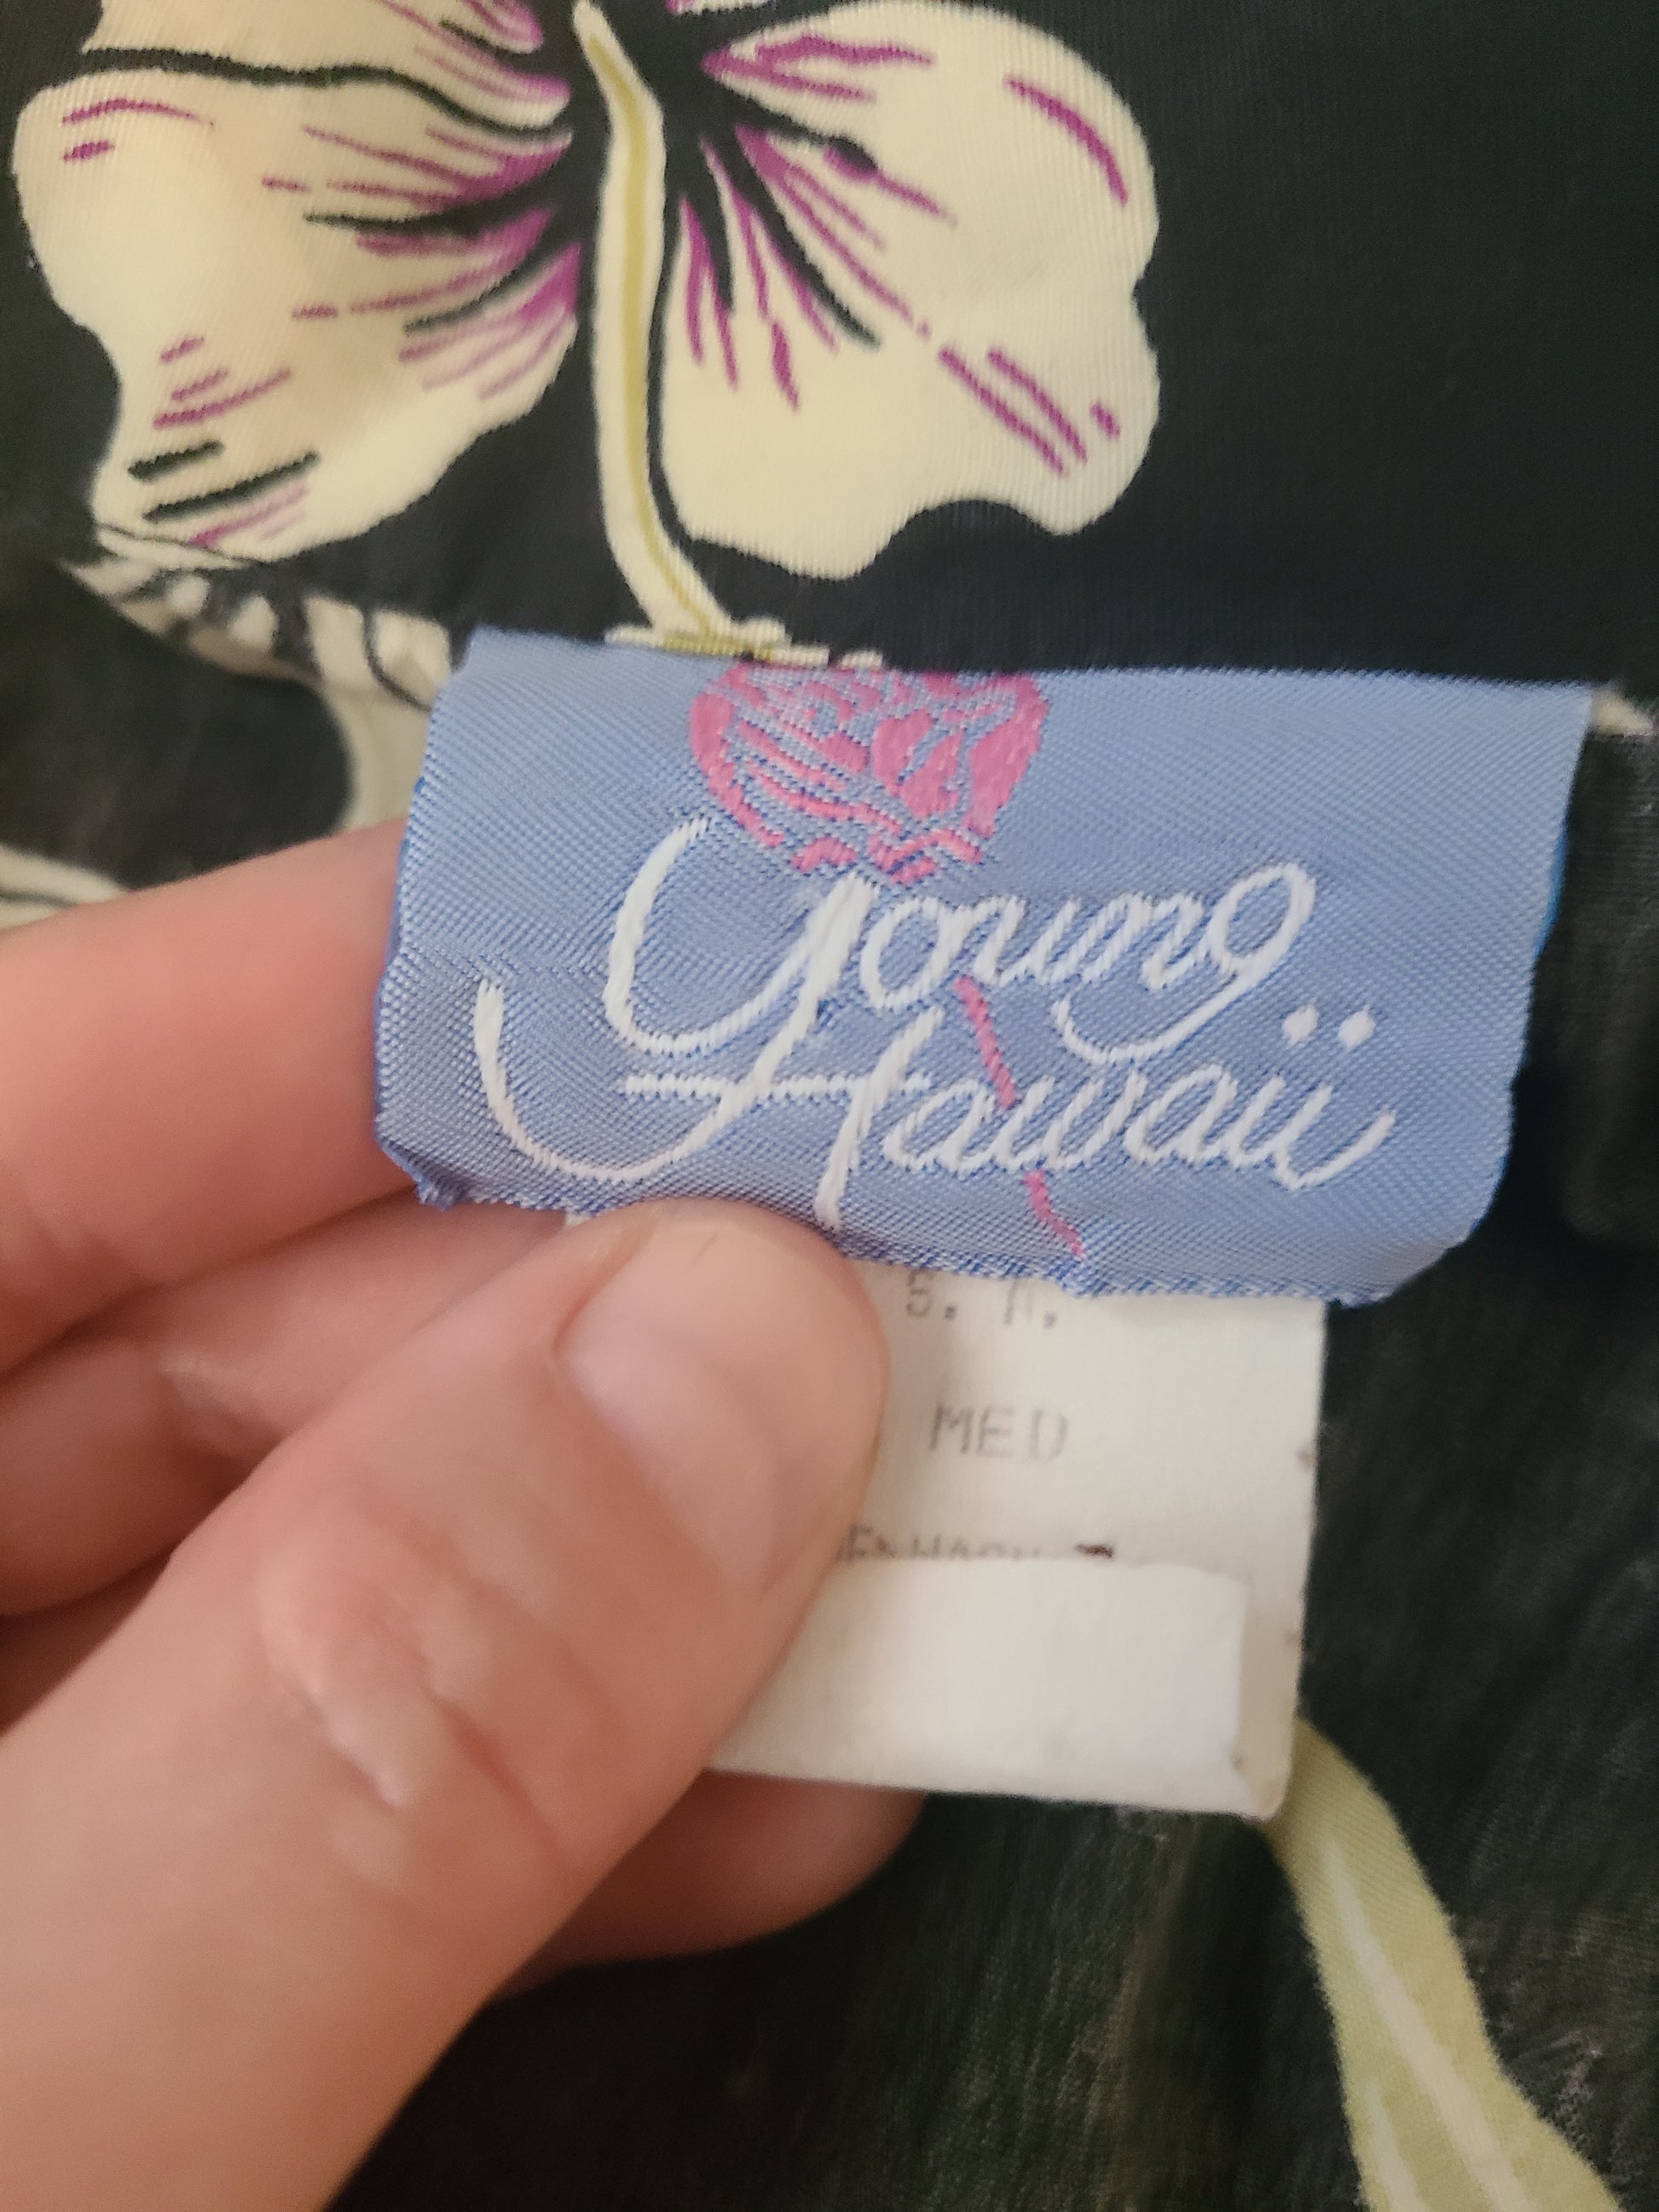 Young
Hawaii
S. A.
MED